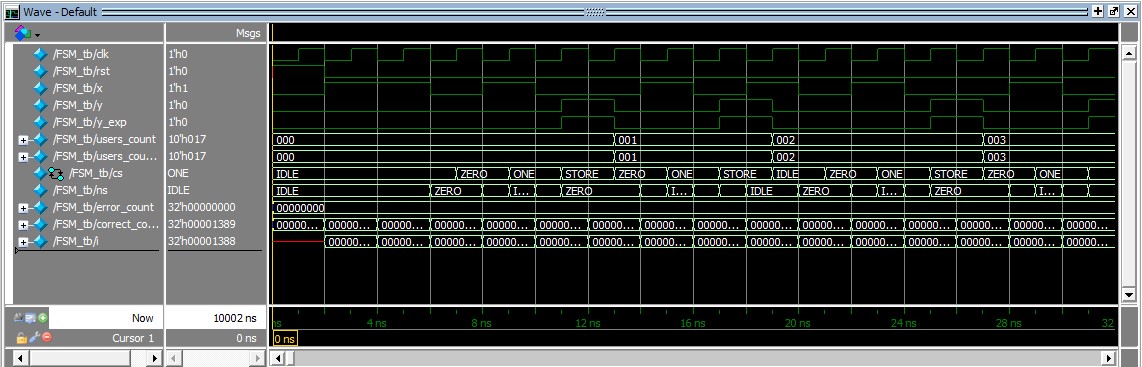 Wave - Default
Msgs
/FSM_tb/clk 1'h0
/FSM_tb/rst 1'h0
/FSM_tb/x 1'h1
/FSM_tb/y 1'h0
/FSM_tb/y_exp 1'h0
/FSM_tb/users_count 10'h017 000 001 002 003
/FSM_tb/users_cou... 10'h017 000 001 002 003
/FSM_tb/cs ONE IDLE ZERO ONE STORE ZERO ONE STORE IDLE ZERO ONE STORE ZERO ONE
/FSM_tb/ns IDLE IDLE ZERO I... ZERO I... IDLE ZERO I... ZERO I...
/FSM_tb/error_count 32'h00000000 00000000
/FSM_tb/correct_co... 32'h00001389 00000... 00000... 00000... 00000... 00000... 00000... 00000... 00000... 00000... 00000... 00000... 00000... 00000... 00000... 00000... 00000...
/FSM_tb/i 32'h00001388 00000... 00000... 00000... 00000... 00000... 00000... 00000... 00000... 00000... 00000... 00000... 00000... 00000... 00000... 00000...
Now 10002 ns ns 4 ns 8 ns 12 ns 16 ns 20 ns 24 ns 28 ns 32
Cursor 1 0 ns 0 ns